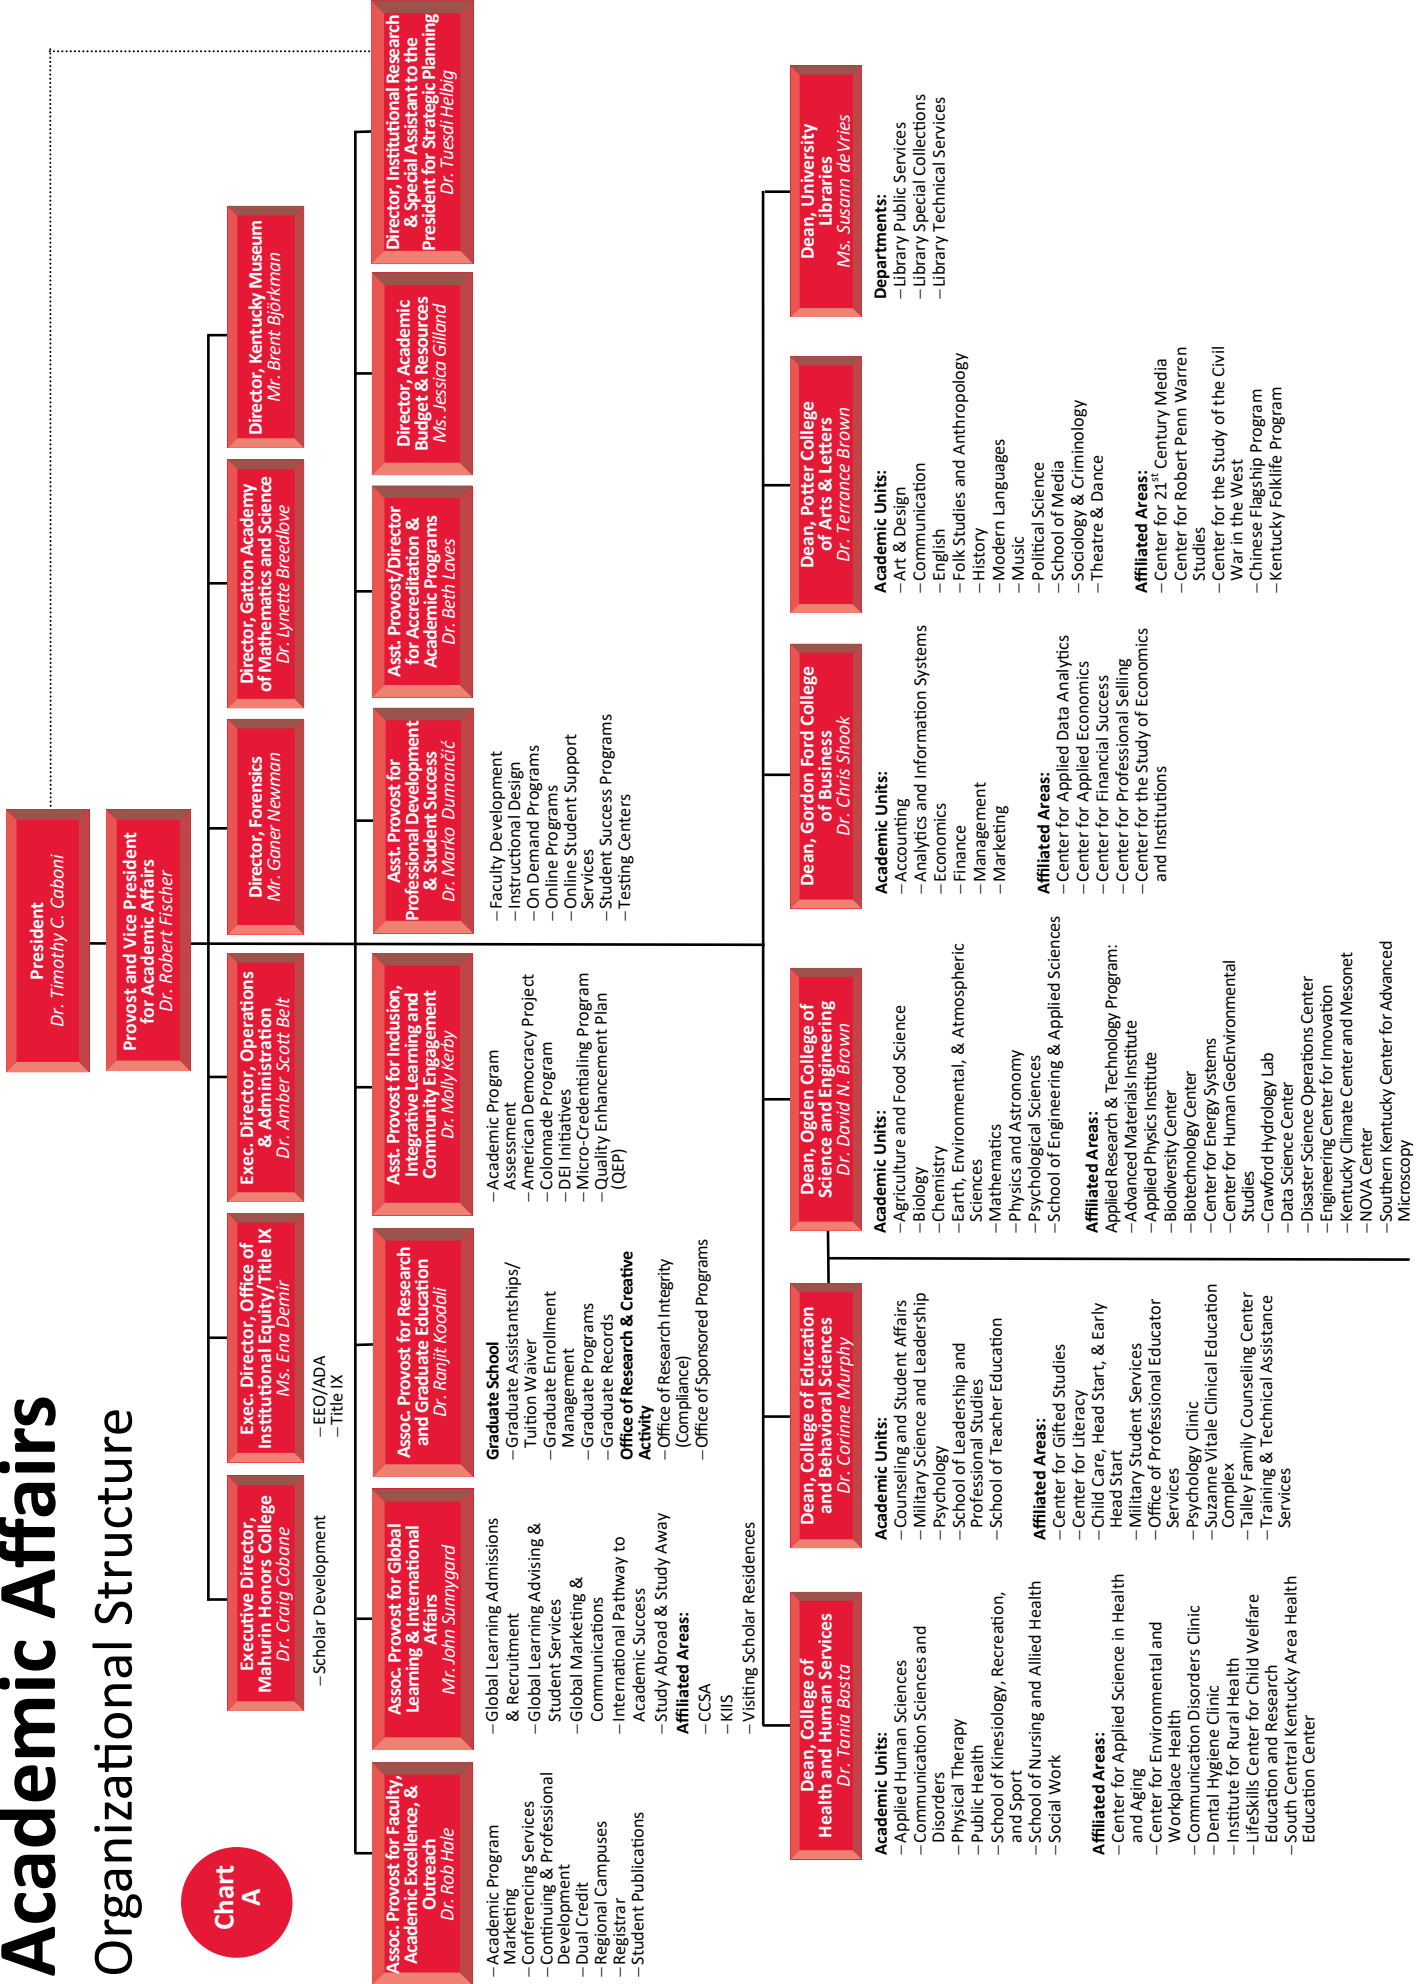 Academic Affairs
Organizational Structure
Chart
A
President
Dr. Timothy C. Caboni
Provost and Vice President
for Academic Affairs
Dr. Robert Fischer
Executive Director,
Mahurin Honors College
Dr. Craig Cobane
– Scholar Development
Exec. Director, Office of
Institutional Equity/Title IX
Ms. Ena Demir
– EEO/ADA
– Title IX
Exec. Director, Operations
& Administration
Dr. Amber Scott Belt
Director, Forensics
Mr. Ganer Newman
Director, Gatton Academy
of Mathematics and Science
Dr. Lynette Breedlove
Director, Kentucky Museum
Mr. Brent Björkman
Assoc. Provost for Faculty,
Academic Excellence, &
Outreach
Dr. Rob Hale
– Academic Program
Marketing
– Conferencing Services
– Continuing & Professional
Development
– Dual Credit
– Regional Campuses
– Registrar
– Student Publications
Assoc. Provost for Global
Learning & International
Affairs
Mr. John Sunnygard
– Global Learning Admissions
& Recruitment
– Global Learning Advising &
Student Services
– Global Marketing &
Communications
– International Pathway to
Academic Success
– Study Abroad & Study Away
Affiliated Areas:
– CCSA
– KIIS
– Visiting Scholar Residences
Assoc. Provost for Research
and Graduate Education
Dr. Ranjit Koodali
Graduate School
– Graduate Assistantships/
Tuition Waiver
– Graduate Enrollment
Management
– Graduate Programs
– Graduate Records
Office of Research & Creative
Activity
– Office of Research Integrity
(Compliance)
– Office of Sponsored Programs
Asst. Provost for Inclusion,
Integrative Learning and
Community Engagement
Dr. Molly Kerby
– Academic Program
Assessment
– American Democracy Project
– Colonnade Program
– DEI Initiatives
– Micro-Credentialing Program
– Quality Enhancement Plan
(QEP)
Asst. Provost for
Professional Development
& Student Success
Dr. Marko Dumančić
– Faculty Development
– Instructional Design
– On Demand Programs
– Online Programs
– Online Student Support
Services
– Student Success Programs
– Testing Centers
Asst. Provost/Director
for Accreditation &
Academic Programs
Dr. Beth Laves
Director, Academic
Budget & Resources
Ms. Jessica Gilland
Director, Institutional Research
& Special Assistant to the
President for Strategic Planning
Dr. Tuesdi Helbig
Dean, College of
Health and Human Services
Dr. Tania Basta
Academic Units:
– Applied Human Sciences
– Communication Sciences and
Disorders
– Physical Therapy
– Public Health
– School of Kinesiology, Recreation,
and Sport
– School of Nursing and Allied Health
– Social Work
Affiliated Areas:
– Center for Applied Science in Health
and Aging
– Center for Environmental and
Workplace Health
– Communication Disorders Clinic
– Dental Hygiene Clinic
– Institute for Rural Health
– LifeSkills Center for Child Welfare
Education and Research
– South Central Kentucky Area Health
Education Center
Dean, College of Education
and Behavioral Sciences
Dr. Corinne Murphy
Academic Units:
– Counseling and Student Affairs
– Military Science and Leadership
– Psychology
– School of Leadership and
Professional Studies
– School of Teacher Education
Affiliated Areas:
– Center for Gifted Studies
– Center for Literacy
– Child Care, Head Start, & Early
Head Start
– Military Student Services
– Office of Professional Educator
Services
– Psychology Clinic
– Suzanne Vitale Clinical Education
Complex
– Talley Family Counseling Center
– Training & Technical Assistance
Services
Dean, Ogden College of
Science and Engineering
Dr. David N. Brown
Academic Units:
– Agriculture and Food Science
– Biology
– Chemistry
– Earth, Environmental, & Atmospheric
Sciences
– Mathematics
– Physics and Astronomy
– Psychological Sciences
– School of Engineering & Applied Sciences
Affiliated Areas:
Applied Research & Technology Program:
– Advanced Materials Institute
– Applied Physics Institute
– Biodiversity Center
– Biotechnology Center
– Center for Energy Systems
– Center for Human GeoEnvironmental
Studies
– Crawford Hydrology Lab
– Data Science Center
– Disaster Science Operations Center
– Engineering Center for Innovation
– Kentucky Climate Center and Mesonet
– NOVA Center
– Southern Kentucky Center for Advanced
Microscopy
Dean, Gordon Ford College
of Business
Dr. Chris Shook
Academic Units:
– Accounting
– Analytics and Information Systems
– Economics
– Finance
– Management
– Marketing
Affiliated Areas:
– Center for Applied Data Analytics
– Center for Applied Economics
– Center for Financial Success
– Center for Professional Selling
– Center for the Study of Economics
and Institutions
Dean, Potter College
of Arts & Letters
Dr. Terrance Brown
Academic Units:
– Art & Design
– Communication
– English
– Folk Studies and Anthropology
– History
– Modern Languages
– Music
– Political Science
– School of Media
– Sociology & Criminology
– Theatre & Dance
Affiliated Areas:
– Center for 21st Century Media
– Center for Robert Penn Warren
Studies
– Center for the Study of the Civil
War in the West
– Chinese Flagship Program
– Kentucky Folklife Program
Dean, University
Libraries
Ms. Susann deVries
Departments:
– Library Public Services
– Library Special Collections
– Library Technical Services